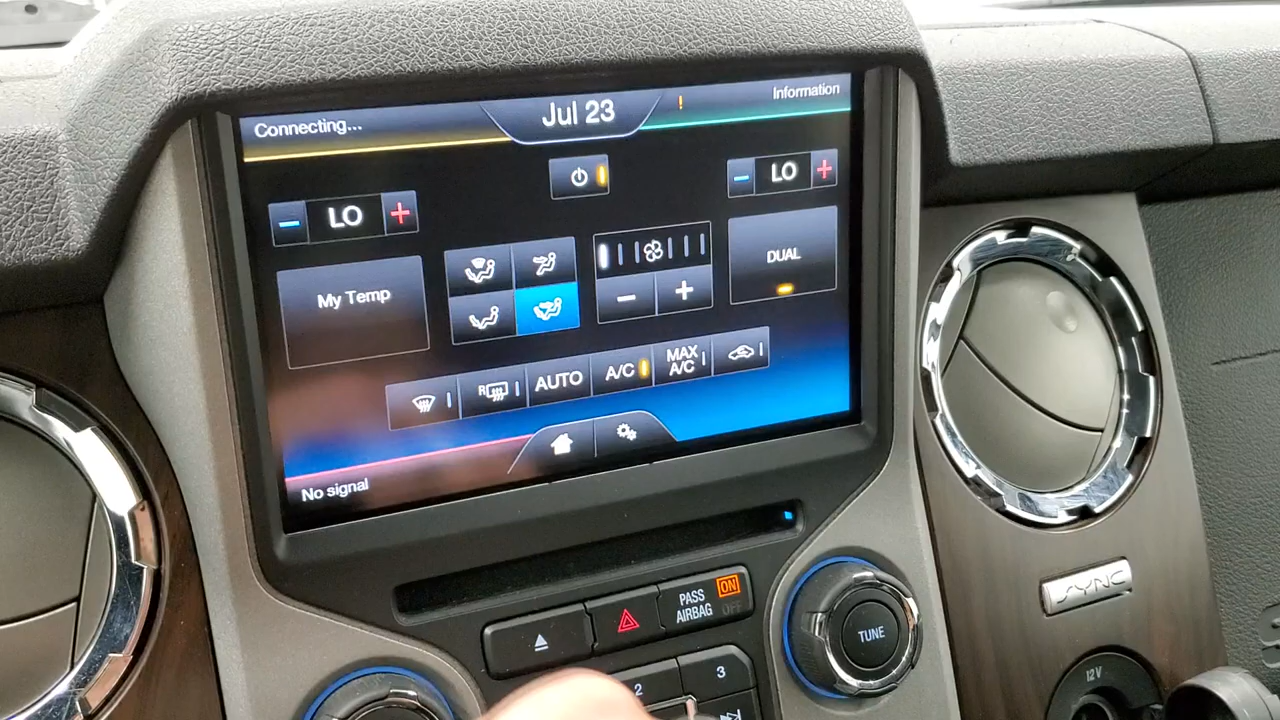 Connecting...
Jul 23
!
Information
LO
LO
My Temp
DUAL
R
AUTO
A/C
MAX
A/C
No signal
PASS
AIRBAG
ON
OFF
TUNE
SYNC
2
3
12V